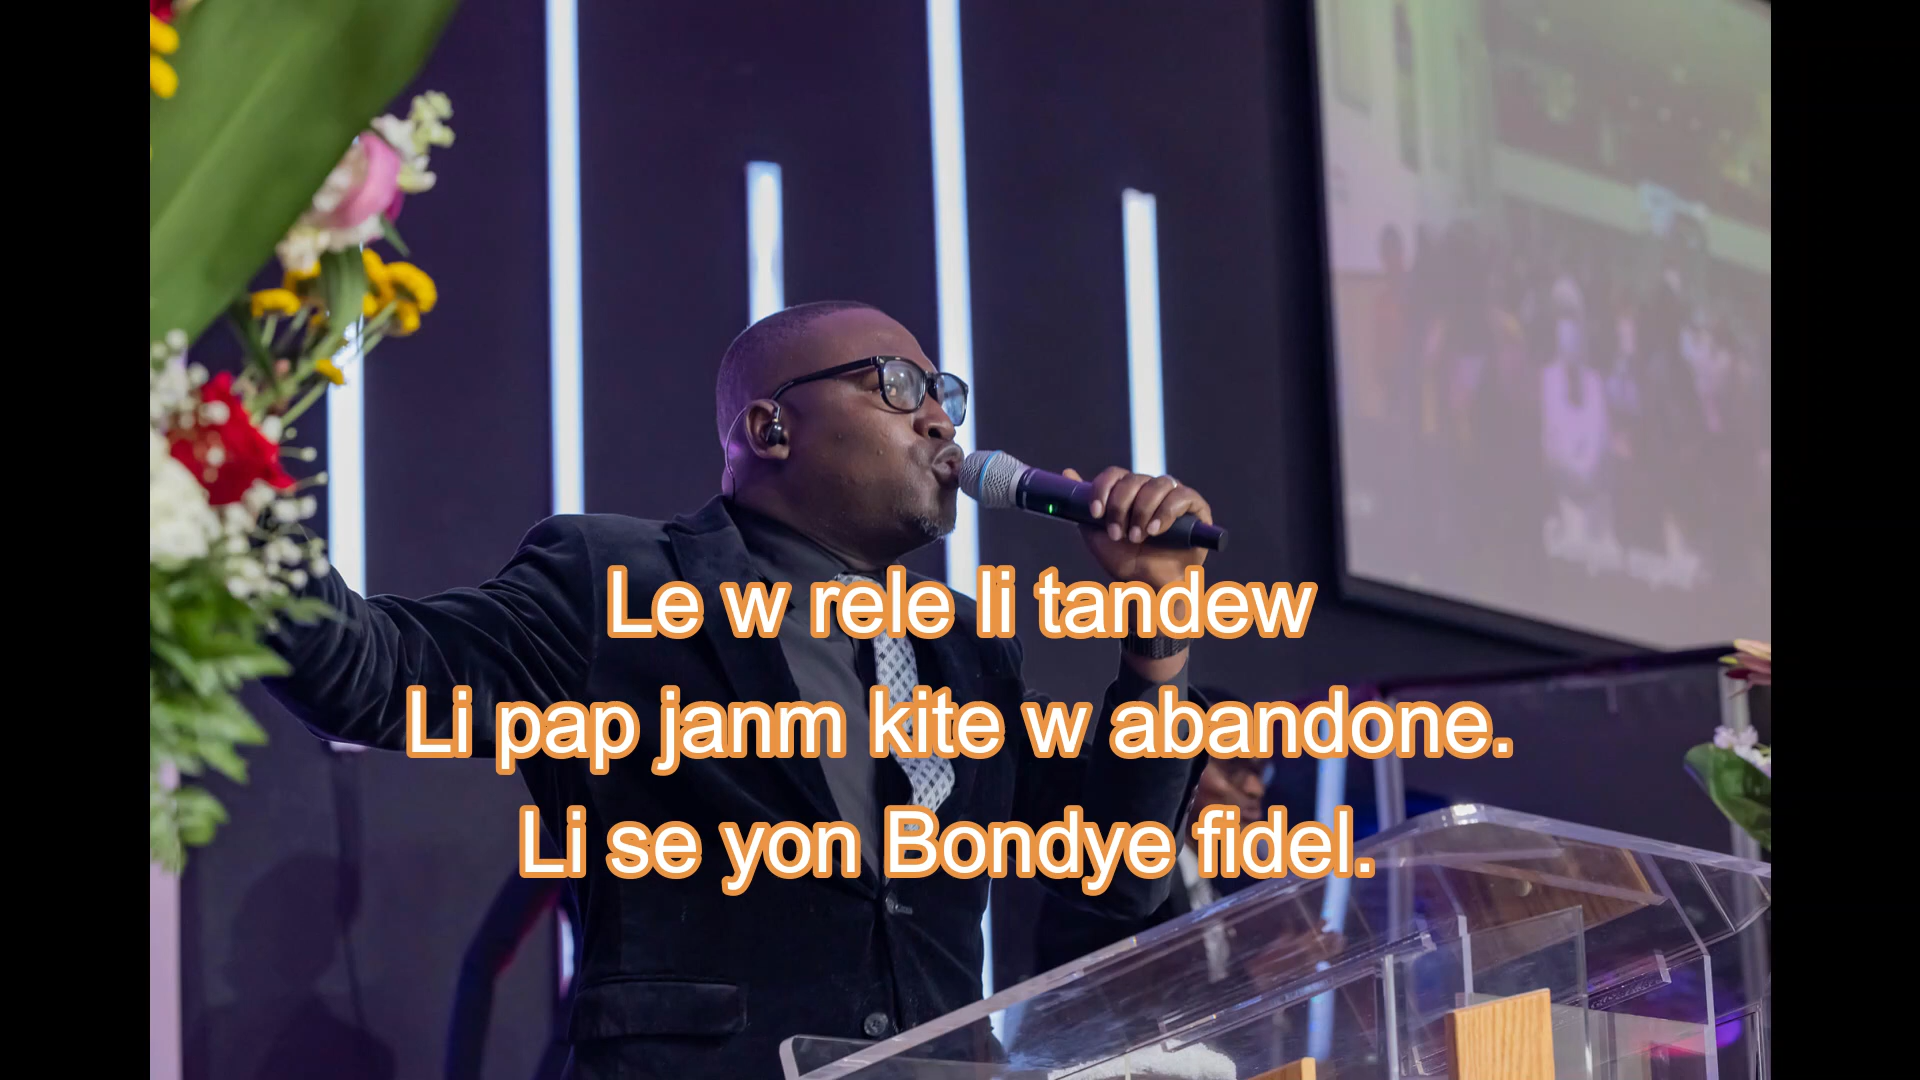 Le w rele li tandew
Li pap janm kite w abandone.
Li se yon Bondye fidel.